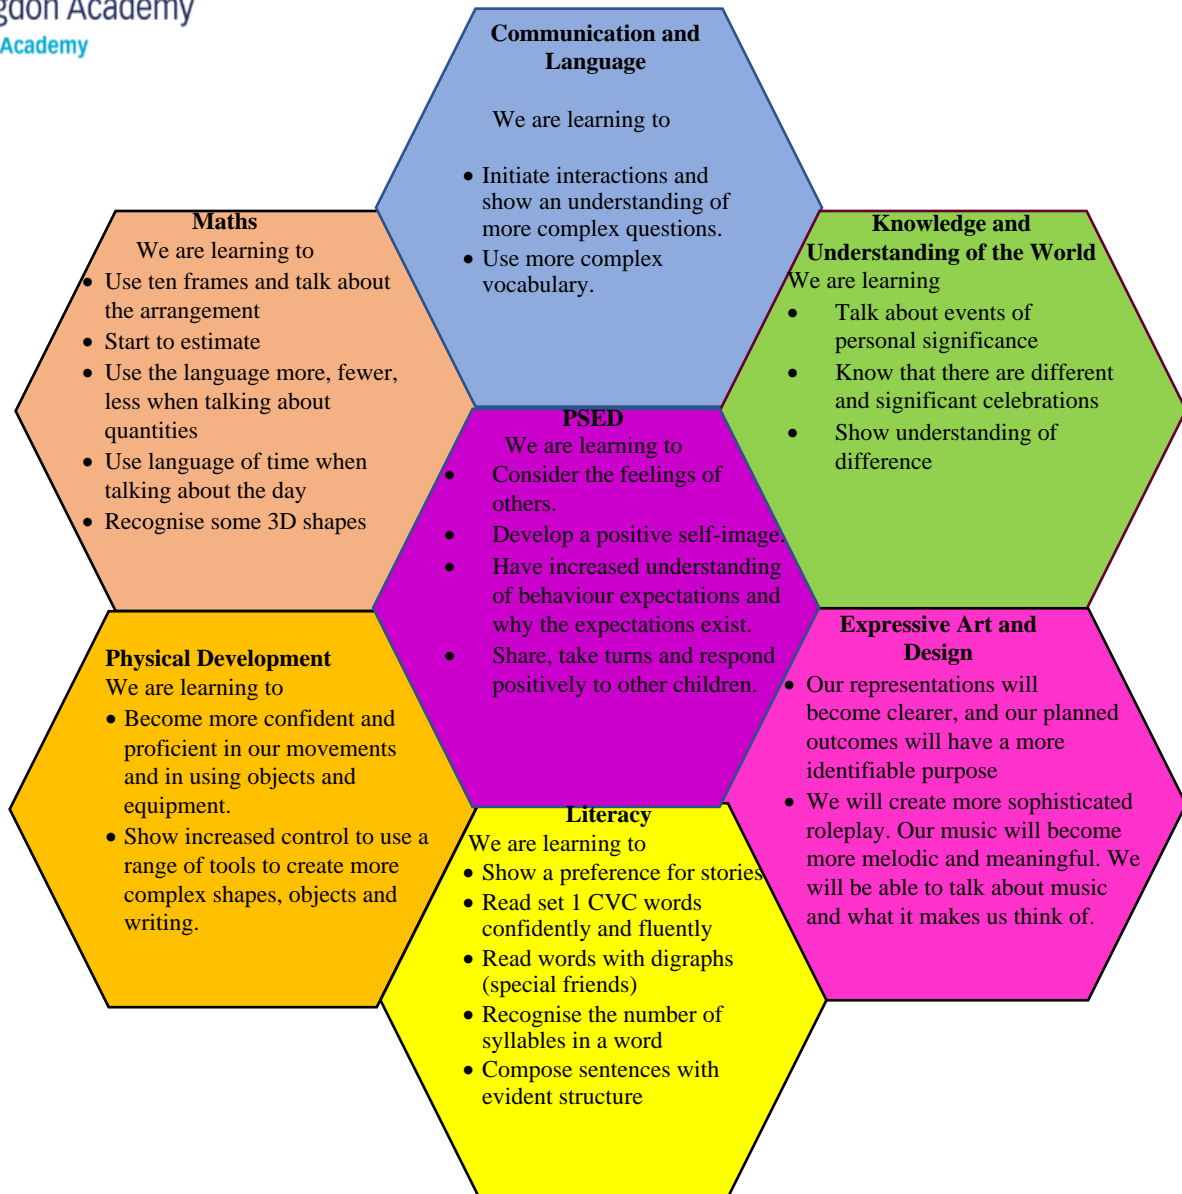 Academy
Academy
Communication and
Language
We are learning to
• Initiate interactions and
show an understanding of
more complex questions.
• Use more complex
vocabulary.
Maths
We are learning to
• Use ten frames and talk about
the arrangement
• Start to estimate
• Use the language more, fewer,
less when talking about
quantities
• Use language of time when
talking about the day
• Recognise some 3D shapes
Knowledge and
Understanding of the World
We are learning
• Talk about events of
personal significance
• Know that there are different
and significant celebrations
• Show understanding of
difference
PSED
We are learning to
• Consider the feelings of
others.
• Develop a positive self-image.
• Have increased understanding
of behaviour expectations and
why the expectations exist.
• Share, take turns and respond
positively to other children.
Physical Development
We are learning to
• Become more confident and
proficient in our movements
and in using objects and
equipment.
• Show increased control to use a
range of tools to create more
complex shapes, objects and
writing.
Expressive Art and
Design
• Our representations will
become clearer, and our planned
outcomes will have a more
identifiable purpose
• We will create more sophisticated
roleplay. Our music will become
more melodic and meaningful. We
will be able to talk about music
and what it makes us think of.
Literacy
We are learning to
• Show a preference for stories
• Read set 1 CVC words
confidently and fluently
• Read words with digraphs
(special friends)
• Recognise the number of
syllables in a word
• Compose sentences with
evident structure